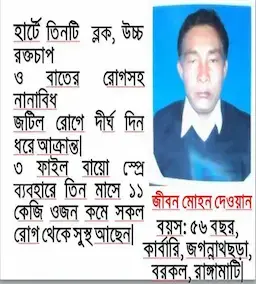 হার্টে তিনটি ব্লক, উচ্চ
রক্তচাপ
ও বাতের রোগসহ
নানাবিধ
জটিল রোগে দীর্ঘ দিন
ধরে আক্রান্ত|
৩ ফাইল বায়ো স্প্রে
ব্যবহারে তিন মাসে ১১
কেজি ওজন কমে সকল
রোগ থেকে সুস্থ আছেন|
জীবন মোহন দেওয়ান
বয়স: ৫৬ বছর,
কার্বারি, জগন্নাথছড়া,
বরকল, রাঙ্গামাটি|